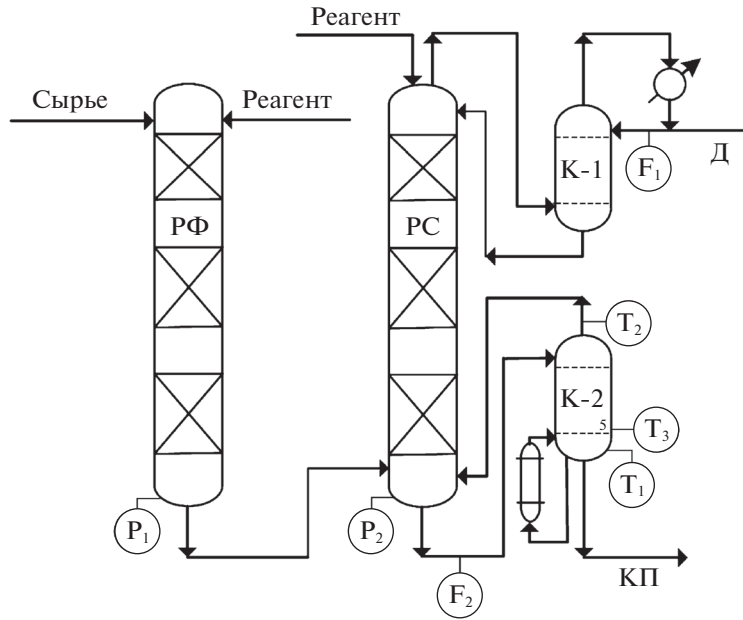 Реагент
Сырье
Реагент
Д
F1
К-1
РФ
РС
T2
К-2
5
T3
T1
P1
P2
F2
КП